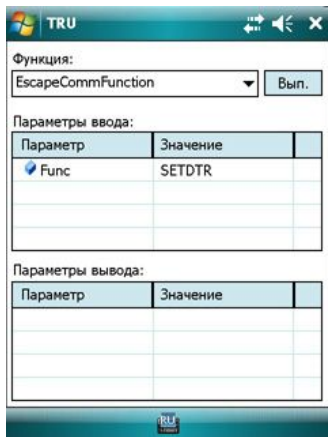 TRU
Функция:
EscapeCommFunction
Вып.
Параметры ввода:
Параметр Значение
Func SETDTR
Параметры вывода:
Параметр Значение
RU